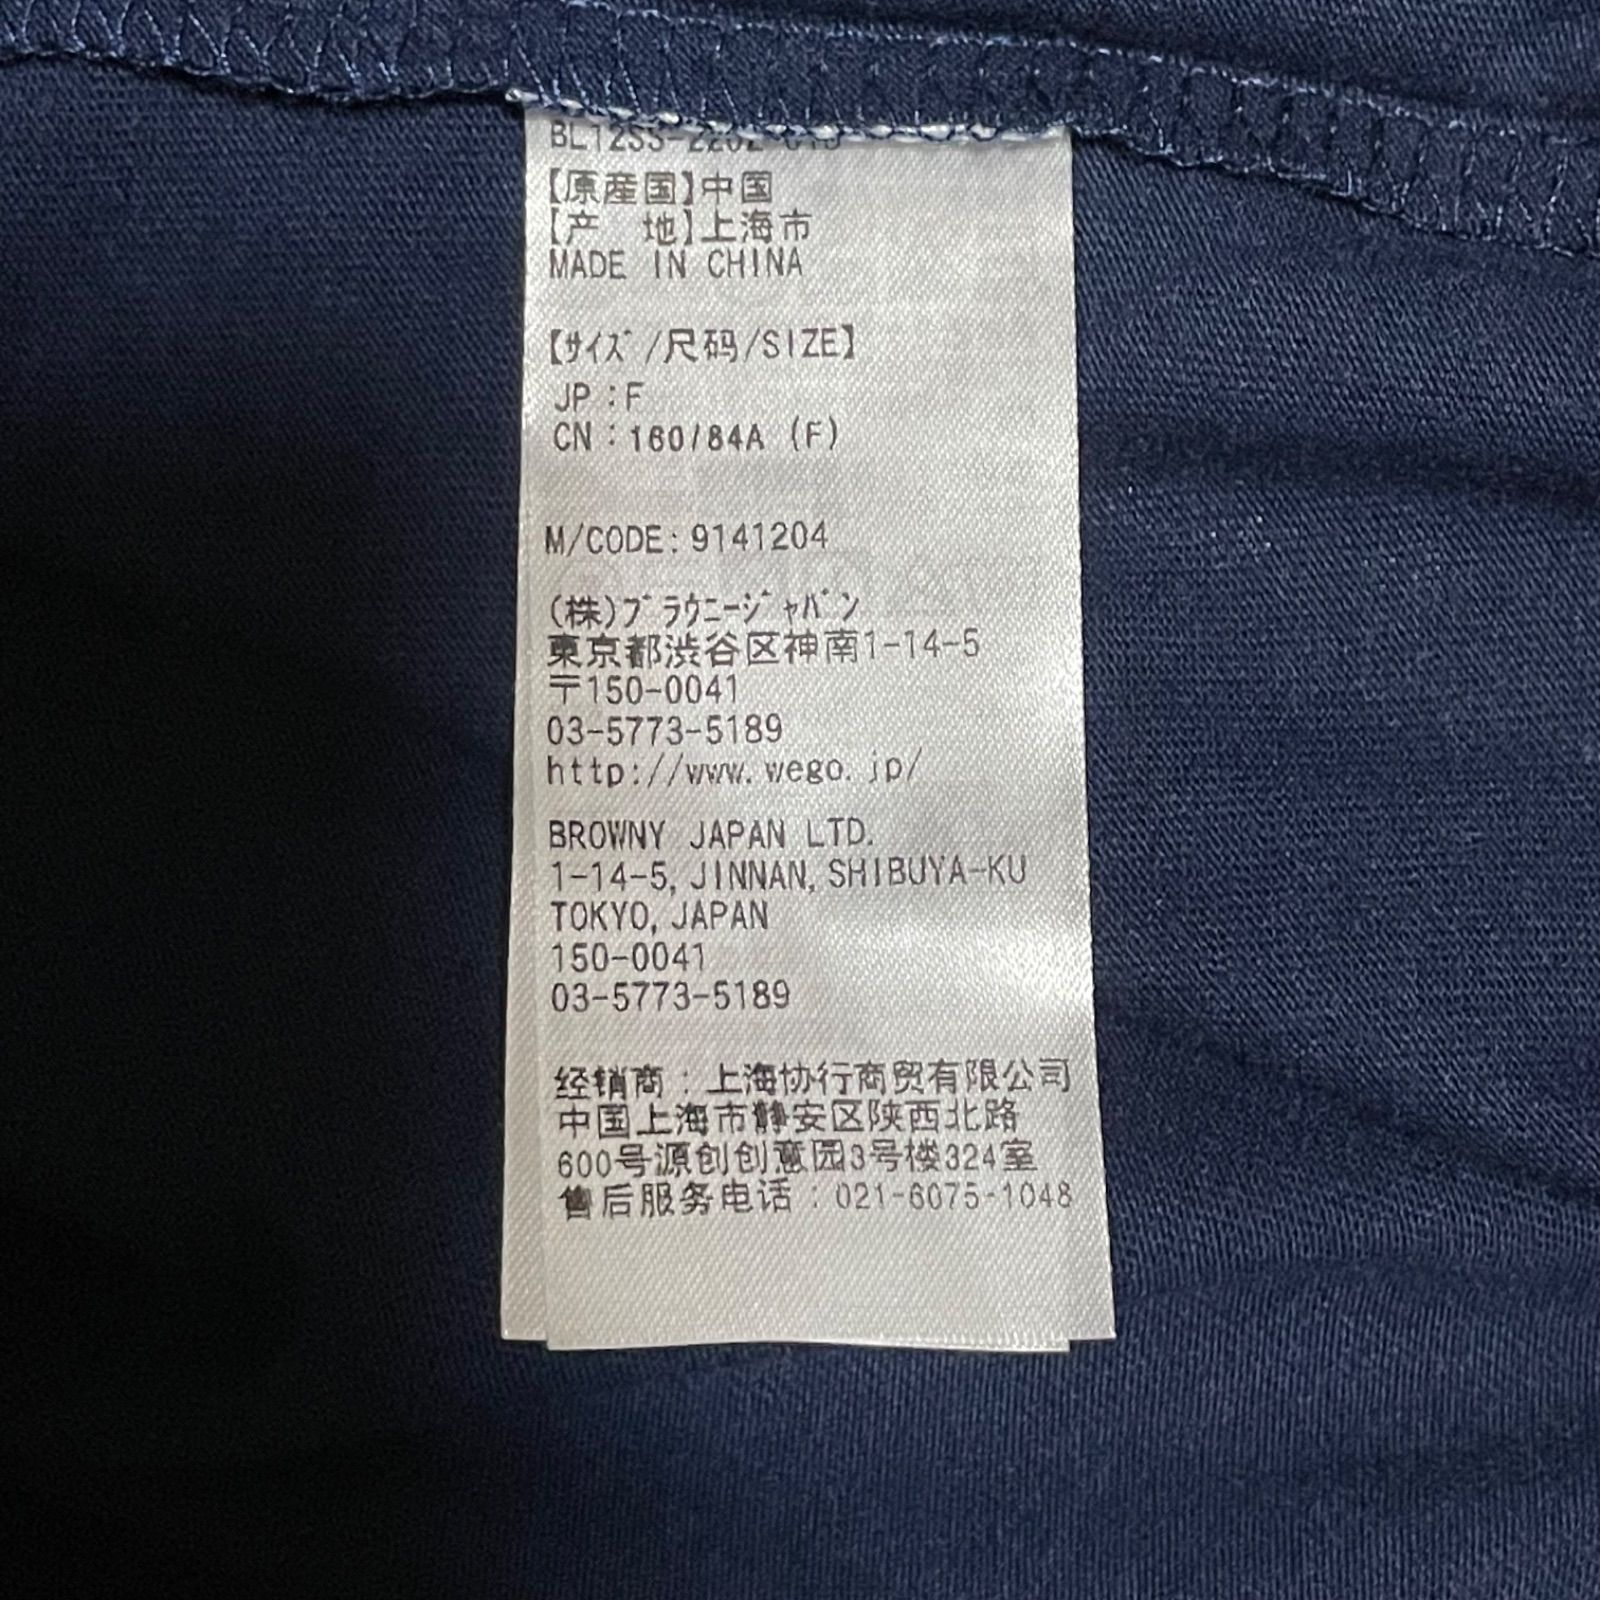 【原産国】中国
【产　地】上海市
MADE IN CHINA
【サイズ/尺码/SIZE】
JP：F
CN：160/84A (F)
M/CODE:9141204
(株)ブラウニージャパン
東京都渋谷区神南1-14-5
〒150-0041
03-5773-5189
http://www.wego.jp/
BROWNY JAPAN LTD.
1-14-5, JINNAN, SHIBUYA-KU
TOKYO, JAPAN
150-0041
03-5773-5189
经销商：上海协行商贸有限公司
中国上海市静安区陕西北路
600号源创创意园3号楼324室
售后服务电话：021-6075-1048